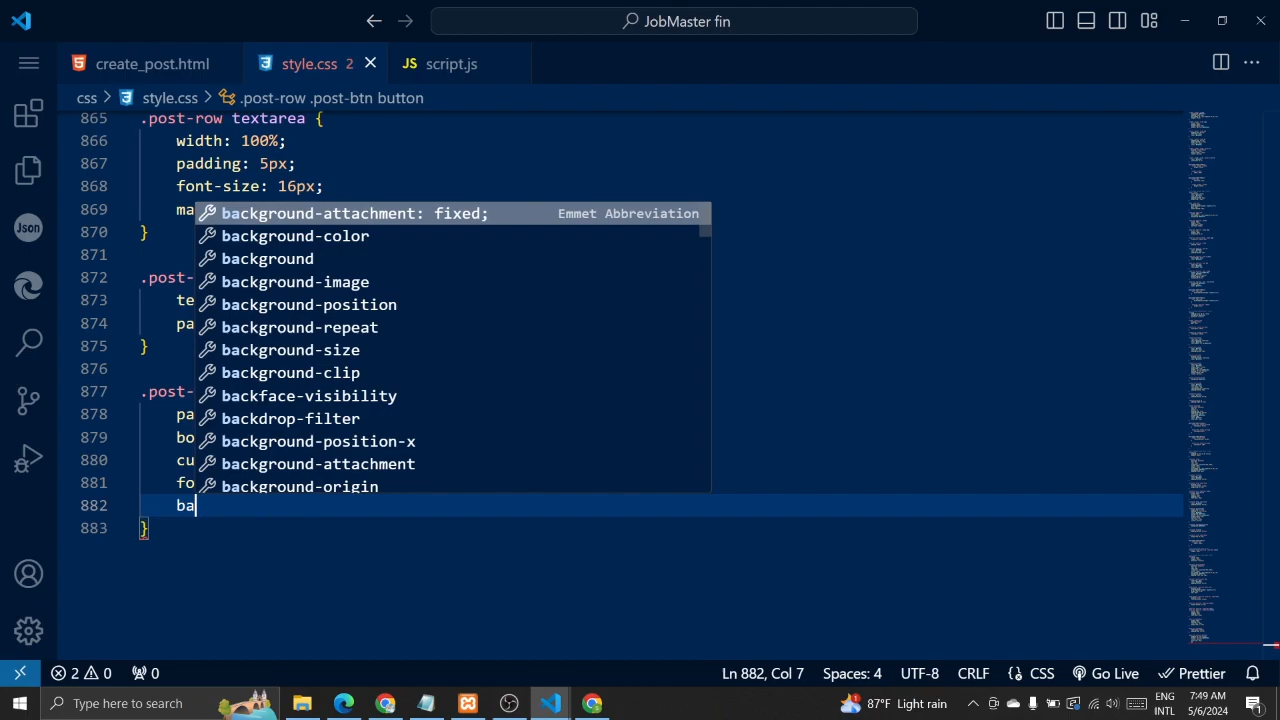 JobMaster fin
create_post.html
style.css 2
JS script.js
css > style.css > .post-row .post-btn button
865 .post-row textarea {
866 width: 100%;
867 padding: 5px;
868 font-size: 16px;
869 ma
870 }
871
872 .post-
873 te
874 pa
875 }
876
877 .post-
878 pa
879 bo
880 cu
881 fo
882 ba
883 }
background-attachment: fixed; Emmet Abbreviation
background-color
background
background-image
background-position
background-repeat
background-size
background-clip
backface-visibility
backdrop-filter
background-position-x
background-attachment
background-origin
Json
2 0 0
Ln 882, Col 7 Spaces: 4 UTF-8 CRLF {} CSS Go Live Prettier
Type here to search
87°F Light rain
ENG
INTL
7:49 AM
5/6/2024